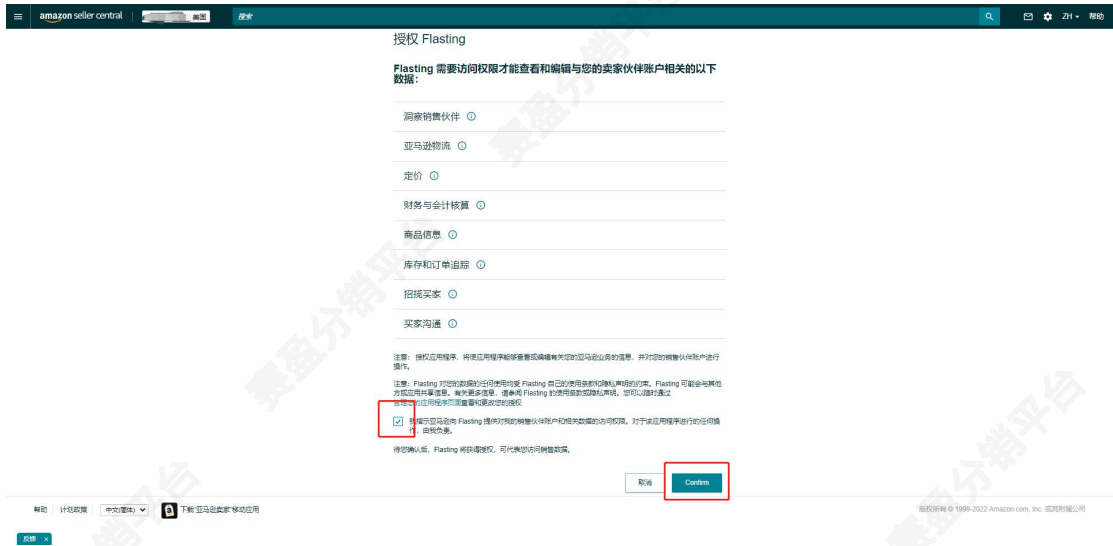 amazon seller central
美国
搜索
ZH
帮助
授权 Flasting
Flasting 需要访问权限才能查看和编辑与您的卖家伙伴账户相关的以下
数据：
洞察销售伙伴
亚马逊物流
定价
财务与会计核算
商品信息
库存和订单追踪
招揽买家
买家沟通
注意： 授权应用程序，将使应用程序能够查看或编辑有关您的亚马逊业务的信息，并对您的销售伙伴账户进行
操作。
注意：Flasting 对您的数据的任何使用均受 Flasting 自己的使用条款和隐私声明的约束。Flasting 可能会与其他
方或应用共享信息。有关更多信息，请参阅 Flasting 的使用条款或隐私声明。您可以随时通过
管理您的应用程序页面查看和更改您的授权
我指示亚马逊向 Flasting 提供对我的销售伙伴账户和相关数据的访问权限。对于该应用程序进行的任何操
作，由我负责。
待您确认后，Flasting 将获得授权，可代表您访问销售数据。
取消
Confirm
帮助
计划政策
中文(简体)
下载“亚马逊卖家”移动应用
版权所有 © 1999-2022 Amazon.com, Inc. 或其附属公司
反馈 ×
赛盈分销平台